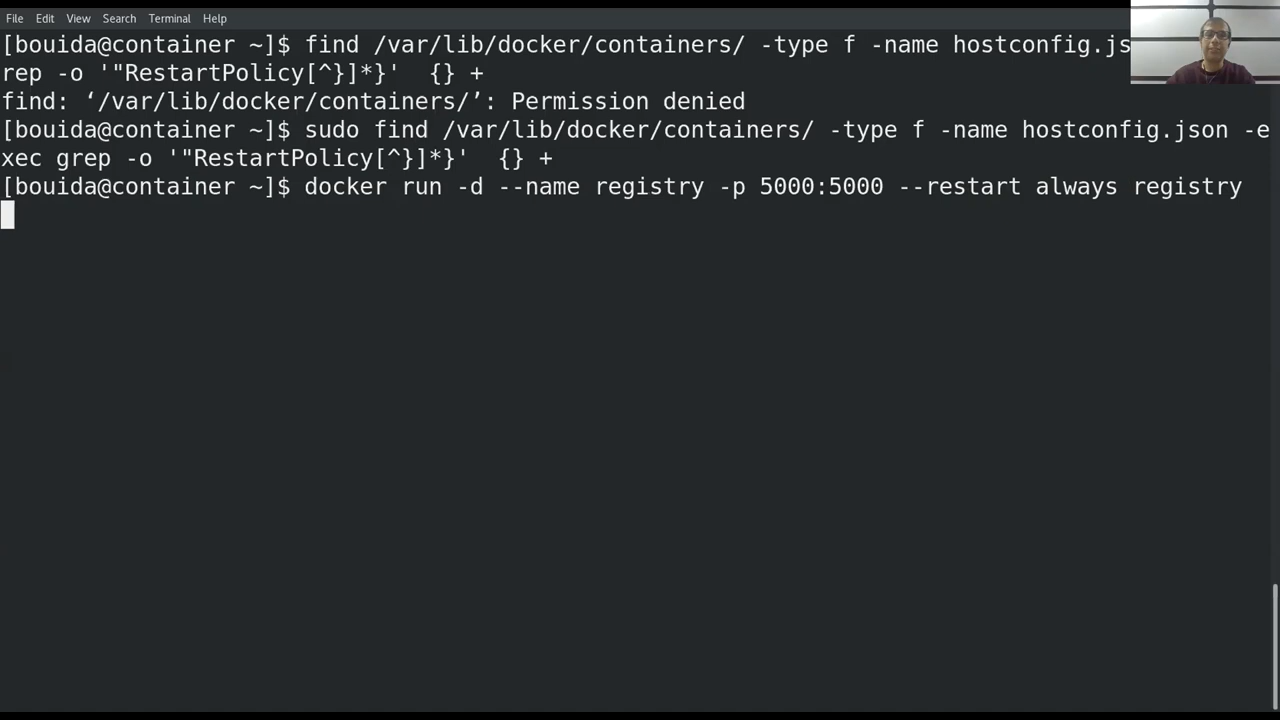 File Edit View Search Terminal Help
[bouida@container ~]$ find /var/lib/docker/containers/ -type f -name hostconfig.js
rep -o '"RestartPolicy[^}]*}'  {} +
find: ‘/var/lib/docker/containers/’: Permission denied
[bouida@container ~]$ sudo find /var/lib/docker/containers/ -type f -name hostconfig.json -e
xec grep -o '"RestartPolicy[^}]*}'  {} +
[bouida@container ~]$ docker run -d --name registry -p 5000:5000 --restart always registry